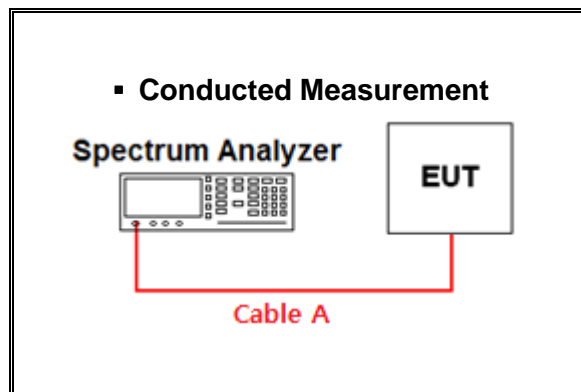 ▪ Conducted Measurement
Spectrum Analyzer
EUT
Cable A